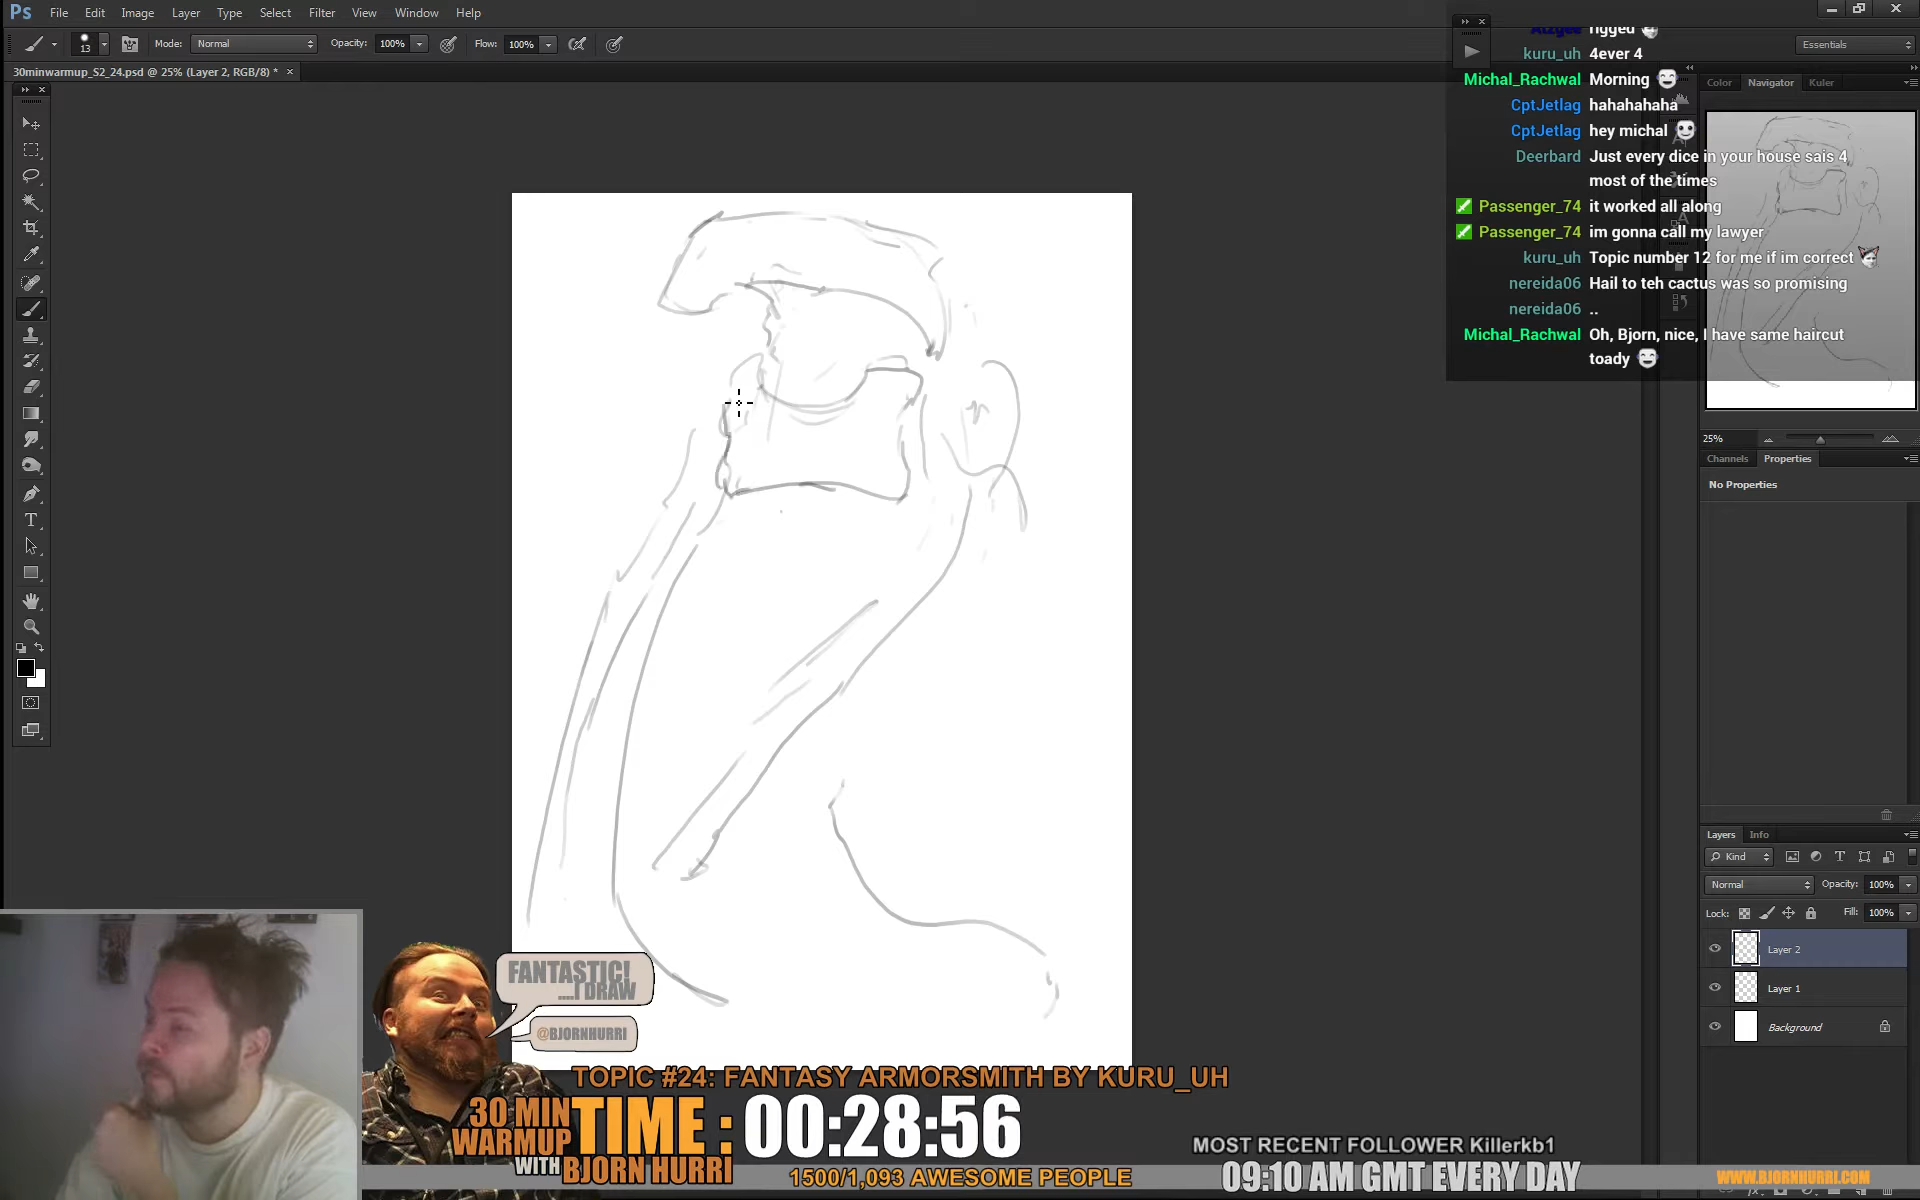 Ps File Edit Image Layer Type Select Filter View Window Help
13 Mode: Normal Opacity: 100% Flow: 100% Essentials
30minwarmup_S2_24.psd @ 25% (Layer 2, RGB/8) *
rigged
kuru_uh 4ever 4
Michal_Rachwal Morning
CptJetlag hahahahaha
CptJetlag hey michal
Deerbard Just every dice in your house sais 4
most of the times
Passenger_74 it worked all along
Passenger_74 im gonna call my lawyer
kuru_uh Topic number 12 for me if im correct
nereida06 Hail to teh cactus was so promising
nereida06 ..
Michal_Rachwal Oh, Bjorn, nice, I have same haircut
toady
Color Navigator Kuler
25%
Channels Properties
No Properties
Layers Info
Kind
Normal Opacity: 100%
Lock: Fill: 100%
Layer 2
Layer 1
Background
FANTASTIC!
....I DRAW
@BJORNHURRI
TOPIC #24: FANTASY ARMORSMITH BY KURU_UH
30 MIN
WARMUP
WITH BJORN HURRI
TIME : 00:28:56
1500/1,093 AWESOME PEOPLE
MOST RECENT FOLLOWER Killerkb1
09:10 AM GMT EVERY DAY
WWW.BJORNHURRI.COM